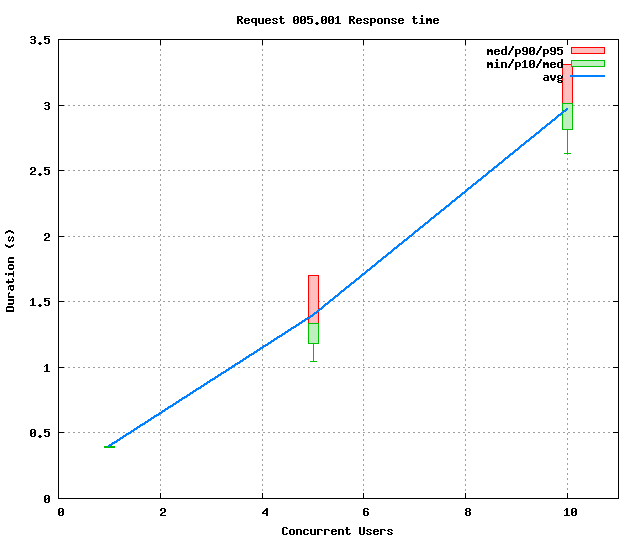 Request 005.001 Response time
3.5
3
2.5
2
1.5
1
0.5
0
0 2 4 6 8 10
Duration (s)
Concurrent Users
med/p90/p95
min/p10/med
avg